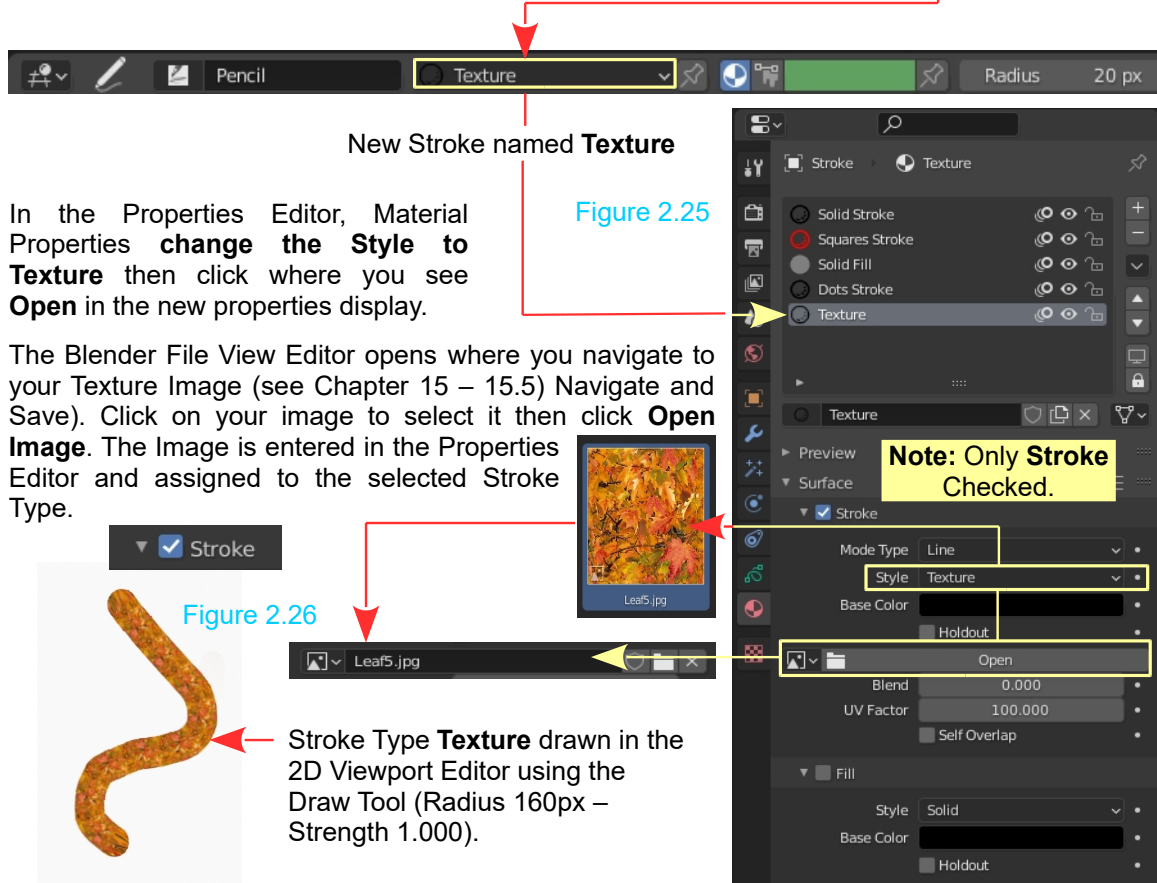 Pencil
Texture
Radius 20 px
New Stroke named Texture
Figure 2.25
In the Properties Editor, Material
Properties change the Style to
Texture then click where you see
Open in the new properties display.
The Blender File View Editor opens where you navigate to
your Texture Image (see Chapter 15 – 15.5) Navigate and
Save). Click on your image to select it then click Open
Image. The Image is entered in the Properties
Editor and assigned to the selected Stroke
Type.
Stroke
Figure 2.26
Leaf5.jpg
Leaf5.jpg
Stroke Type Texture drawn in the
2D Viewport Editor using the
Draw Tool (Radius 160px –
Strength 1.000).
Stroke Texture
Solid Stroke
Squares Stroke
Solid Fill
Dots Stroke
Texture
Texture
Preview
Note: Only Stroke
Checked.
Surface
Stroke
Mode Type Line
Style Texture
Base Color
Holdout
Open
Blend 0.000
UV Factor 100.000
Self Overlap
Fill
Style Solid
Base Color
Holdout